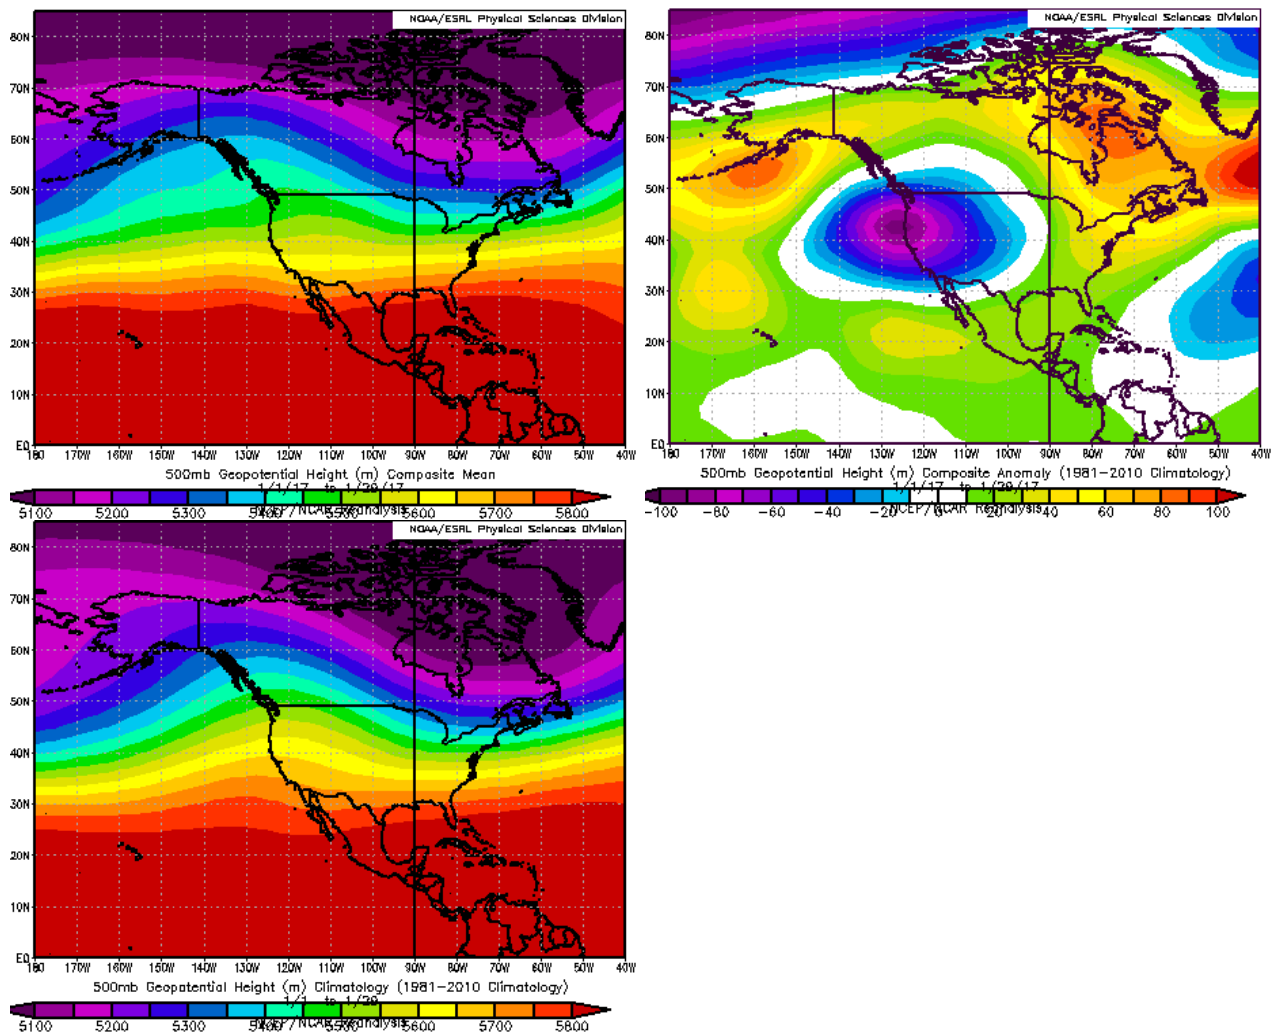 NOAA/ESRL Physical Sciences Division
80N
70N
60N
50N
40N
30N
20N
10N
EQ
180 170W 160W 150W 140W 130W 120W 110W 100W 90W 80W 70W 60W 50W 40W
500mb Geopotential Height (m) Composite Mean
1/1/17 to 1/29/17
NCEP/NCAR Reanalysis
5100 5200 5300 5400 5500 5600 5700 5800
NOAA/ESRL Physical Sciences Division
80N
70N
60N
50N
40N
30N
20N
10N
EQ
180 170W 160W 150W 140W 130W 120W 110W 100W 90W 80W 70W 60W 50W 40W
500mb Geopotential Height (m) Composite Anomaly (1981-2010 Climatology)
1/1/17 to 1/29/17
NCEP/NCAR Reanalysis
-100 -80 -60 -40 -20 0 20 40 60 80 100
NOAA/ESRL Physical Sciences Division
80N
70N
60N
50N
40N
30N
20N
10N
EQ
180 170W 160W 150W 140W 130W 120W 110W 100W 90W 80W 70W 60W 50W 40W
500mb Geopotential Height (m) Climatology (1981-2010 Climatology)
1/1 to 1/29
NCEP/NCAR Reanalysis
5100 5200 5300 5400 5500 5600 5700 5800